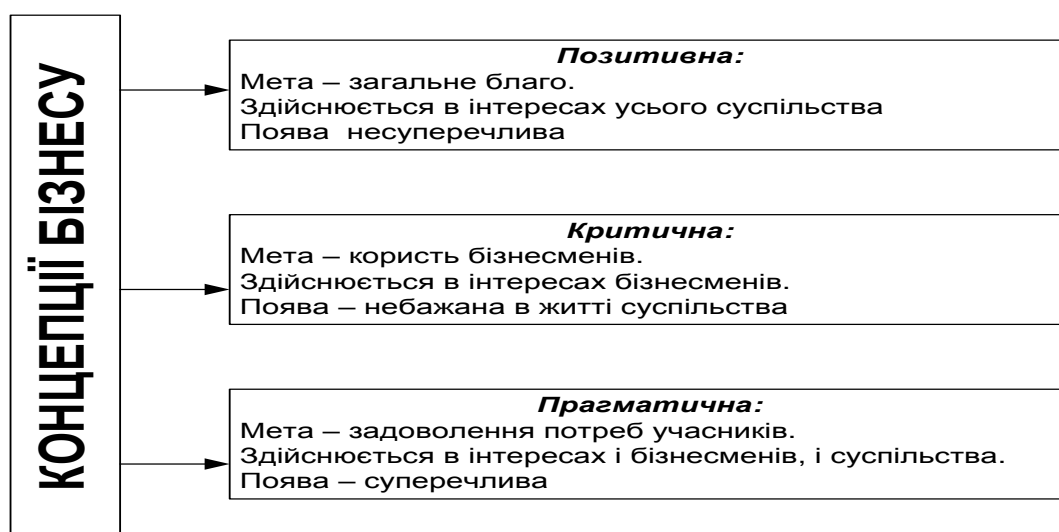 КОНЦЕПЦІЇ БІЗНЕСУ
Позитивна:
Мета – загальне благо.
Здійснюється в інтересах усього суспільства
Поява несуперечлива
Критична:
Мета – користь бізнесменів.
Здійснюється в інтересах бізнесменів.
Поява – небажана в житті суспільства
Прагматична:
Мета – задоволення потреб учасників.
Здійснюється в інтересах і бізнесменів, і суспільства.
Поява – суперечлива